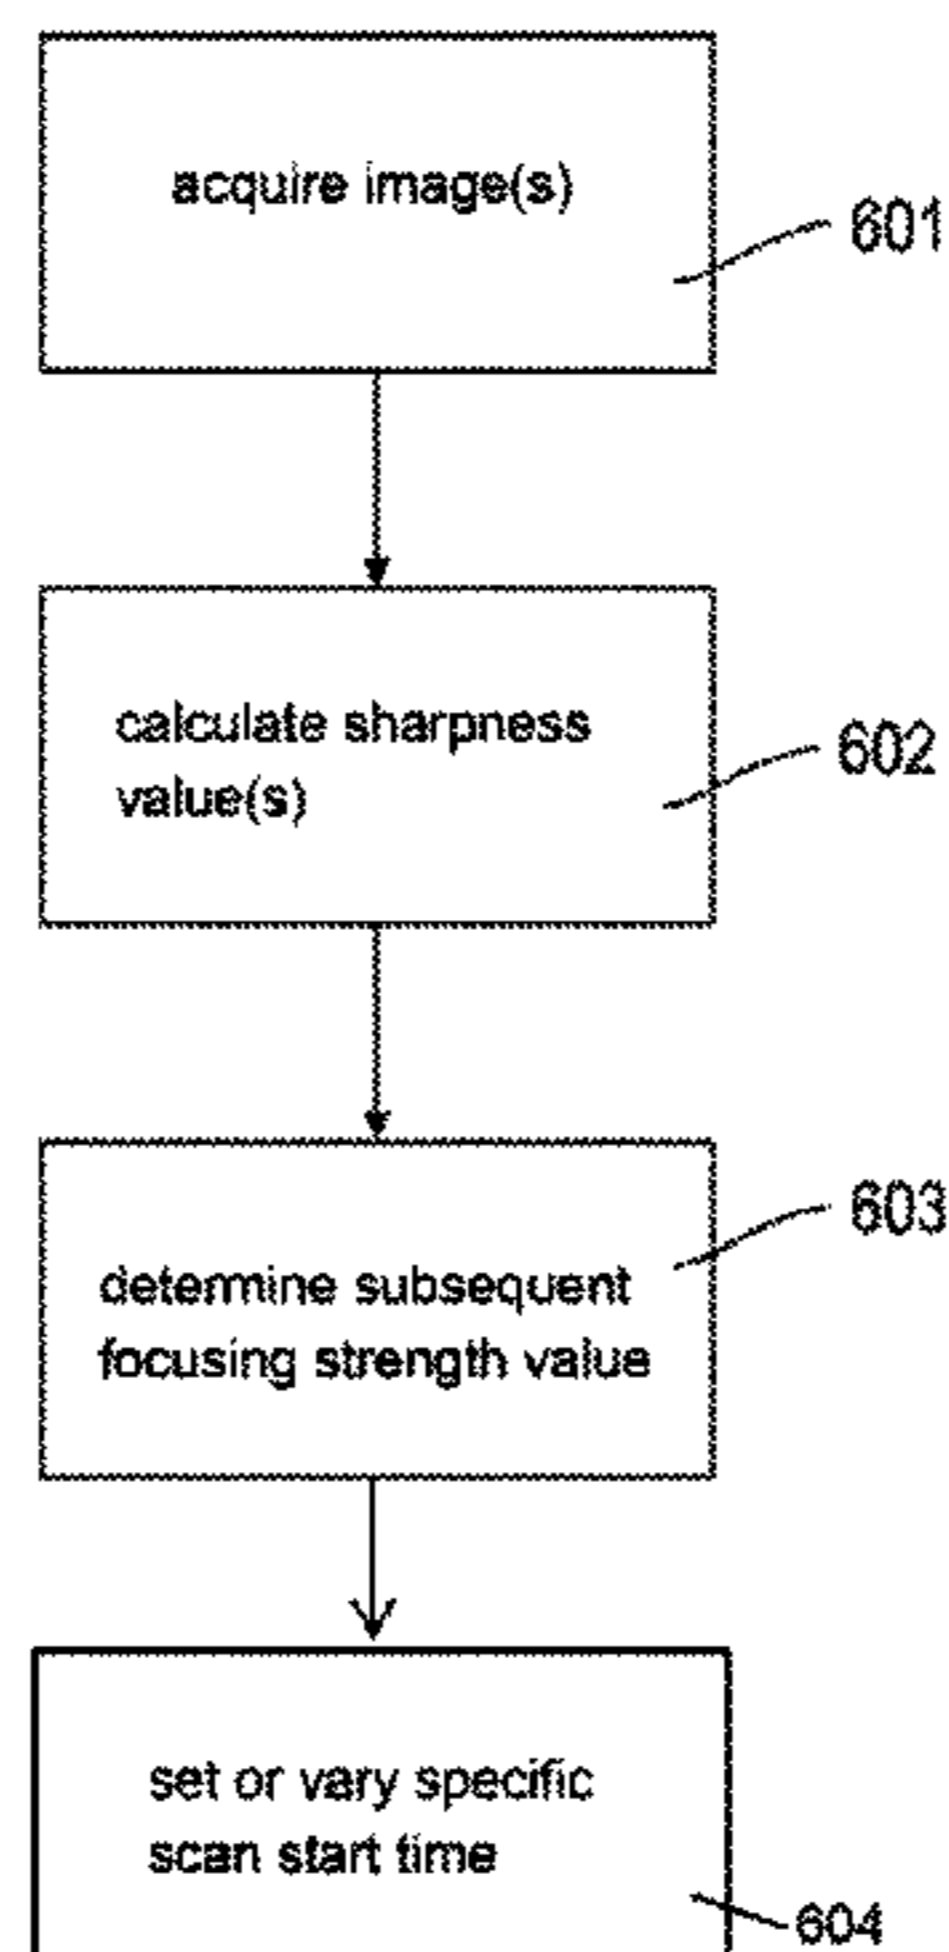 acquire image(s)
601
calculate sharpness
value(s)
602
603
determine subsequent
focusing strength value
set or vary specific
scan start time
604